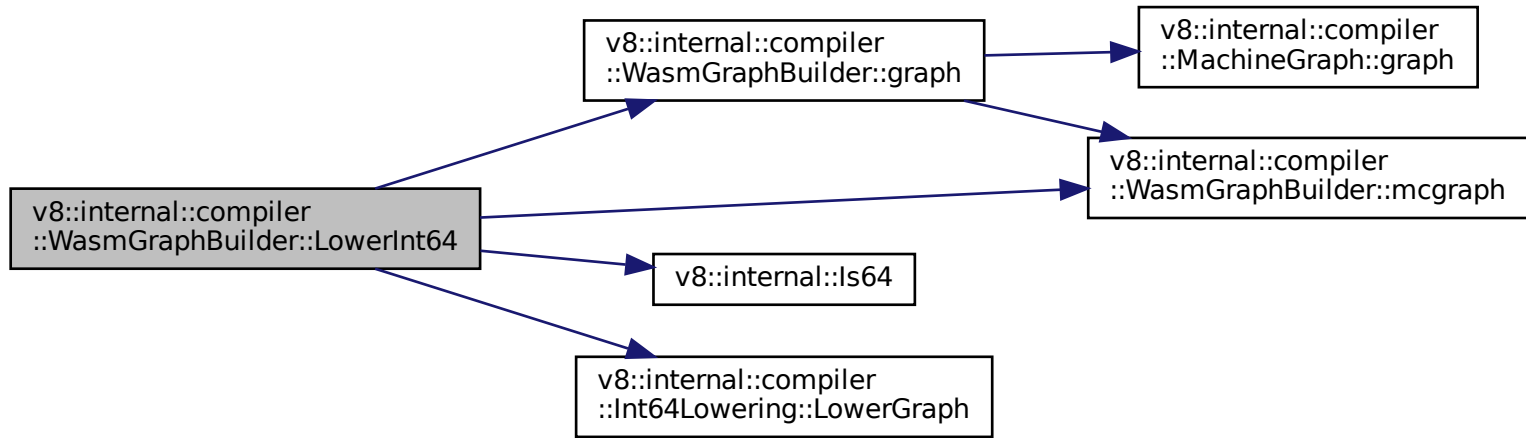 v8::internal::compiler
::WasmGraphBuilder::LowerInt64
v8::internal::compiler
::WasmGraphBuilder::graph
v8::internal::compiler
::MachineGraph::graph
v8::internal::compiler
::WasmGraphBuilder::mcgraph
v8::internal::Is64
v8::internal::compiler
::Int64Lowering::LowerGraph